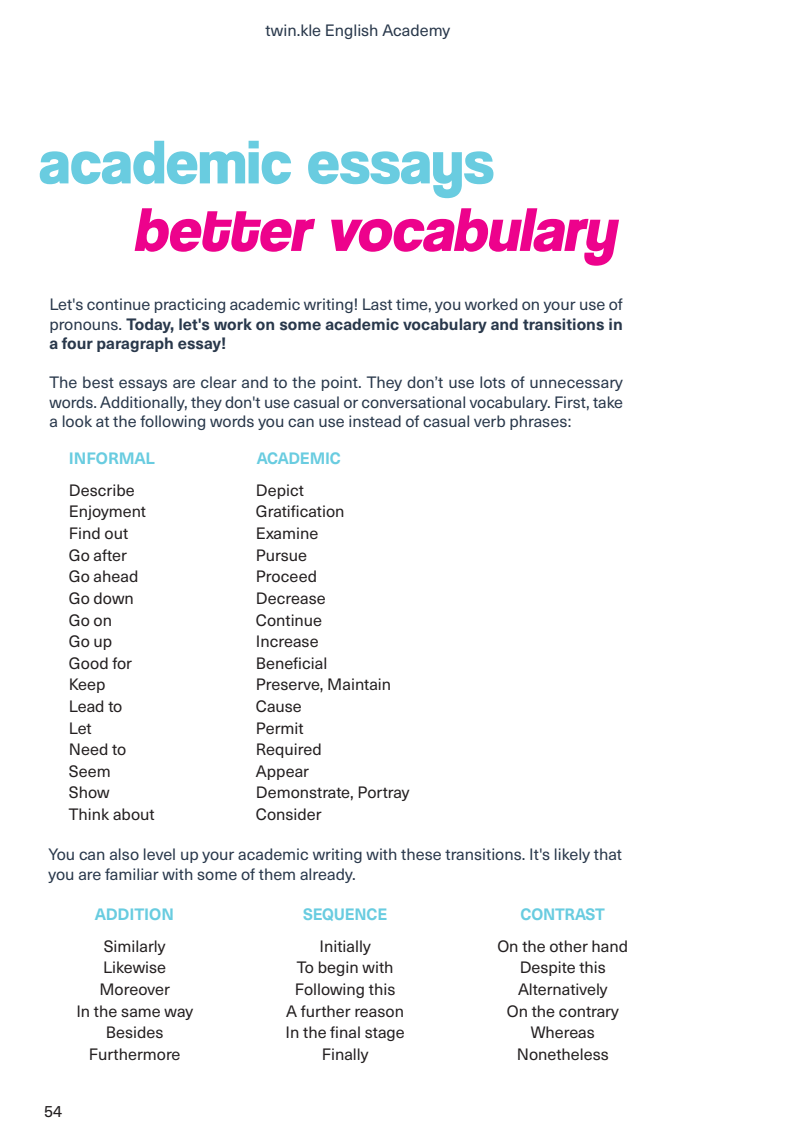 twin.kle English Academy
academic essays
better vocabulary
Let's continue practicing academic writing! Last time, you worked on your use of
pronouns. Today, let's work on some academic vocabulary and transitions in
a four paragraph essay!
The best essays are clear and to the point. They don’t use lots of unnecessary
words. Additionally, they don't use casual or conversational vocabulary. First, take
a look at the following words you can use instead of casual verb phrases:
INFORMAL ACADEMIC
Describe Depict
Enjoyment Gratification
Find out Examine
Go after Pursue
Go ahead Proceed
Go down Decrease
Go on Continue
Go up Increase
Good for Beneficial
Keep Preserve, Maintain
Lead to Cause
Let Permit
Need to Required
Seem Appear
Show Demonstrate, Portray
Think about Consider
You can also level up your academic writing with these transitions. It's likely that
you are familiar with some of them already.
ADDITION SEQUENCE CONTRAST
Similarly Initially On the other hand
Likewise To begin with Despite this
Moreover Following this Alternatively
In the same way A further reason On the contrary
Besides In the final stage Whereas
Furthermore Finally Nonetheless
54